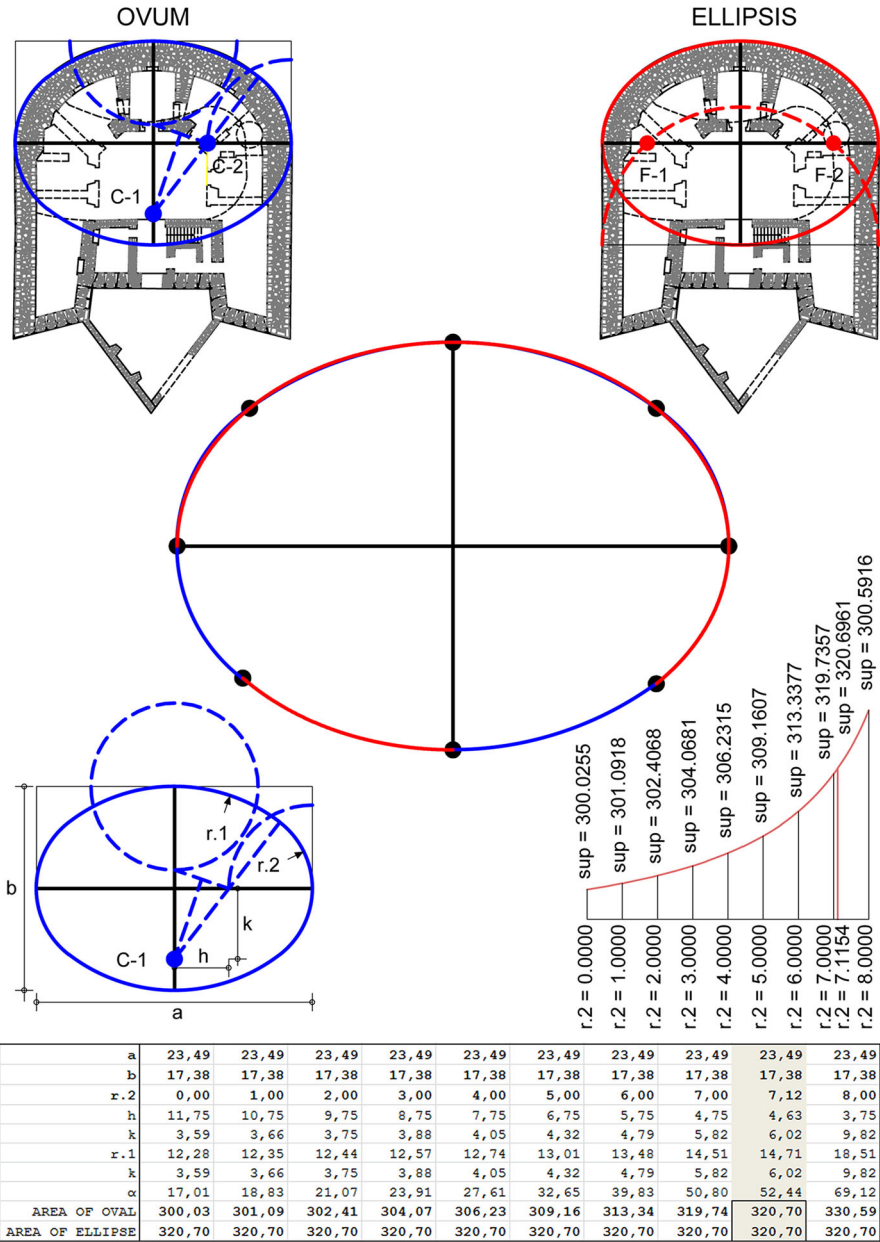 OVUM
ELLIPSIS
C-1
C-2
F-1
F-2
sup = 300.0255
sup = 301.0918
sup = 302.4068
sup = 304.0681
sup = 306.2315
sup = 309.1607
sup = 313.3377
sup = 319.7357
sup = 320.6961
sup = 300.5916
r.1
r.2
b
k
C-1
h
a
r.2 = 0.0000
r.2 = 1.0000
r.2 = 2.0000
r.2 = 3.0000
r.2 = 4.0000
r.2 = 5.0000
r.2 = 6.0000
r.2 = 7.0000
r.2 = 7.1154
r.2 = 8.0000
a 23,49 23,49 23,49 23,49 23,49 23,49 23,49 23,49 23,49 23,49
b 17,38 17,38 17,38 17,38 17,38 17,38 17,38 17,38 17,38 17,38
r.2 0,00 1,00 2,00 3,00 4,00 5,00 6,00 7,00 7,12 8,00
h 11,75 10,75 9,75 8,75 7,75 6,75 5,75 4,75 4,63 3,75
k 3,59 3,66 3,75 3,88 4,05 4,32 4,79 5,82 6,02 9,82
r.1 12,28 12,35 12,44 12,57 12,74 13,01 13,48 14,51 14,71 18,51
k 3,59 3,66 3,75 3,88 4,05 4,32 4,79 5,82 6,02 9,82
α 17,01 18,83 21,07 23,91 27,61 32,65 39,83 50,80 52,44 69,12
AREA OF OVAL 300,03 301,09 302,41 304,07 306,23 309,16 313,34 319,74 320,70 330,59
AREA OF ELLIPSE 320,70 320,70 320,70 320,70 320,70 320,70 320,70 320,70 320,70 320,70